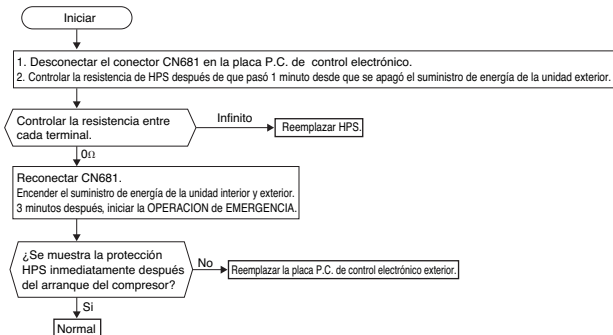 Iniciar
1. Desconectar el conector CN681 en la placa P.C. de control electrónico.
2. Controlar la resistencia de HPS después de que pasó 1 minuto desde que se apagó el suministro de energía de la unidad exterior.
Controlar la resistencia entre
cada terminal.
Infinito
Reemplazar HPS.
0Ω
Reconectar CN681.
Encender el suministro de energía de la unidad interior y exterior.
3 minutos después, iniciar la OPERACION de EMERGENCIA.
¿Se muestra la protección
HPS inmediatamente después
del arranque del compresor?
No
Reemplazar la placa P.C. de control electrónico exterior.
Si
Normal